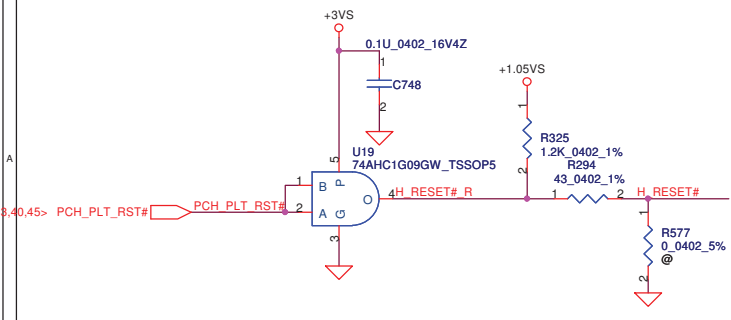 +3VS
0.1U_0402_16V4Z
1
C748
2
+1.05VS
1
R325
1.2K_0402_1%
2
R294
43_0402_1%
A
U19
74AHC1G09GW_TSSOP5
5
1
B
P
2
A
G
O
4
H_RESET#_R
1
2
H_RESET#
3,40,45>
PCH_PLT_RST#
PCH_PLT_RST#
3
1
R577
0_0402_5%
@
2